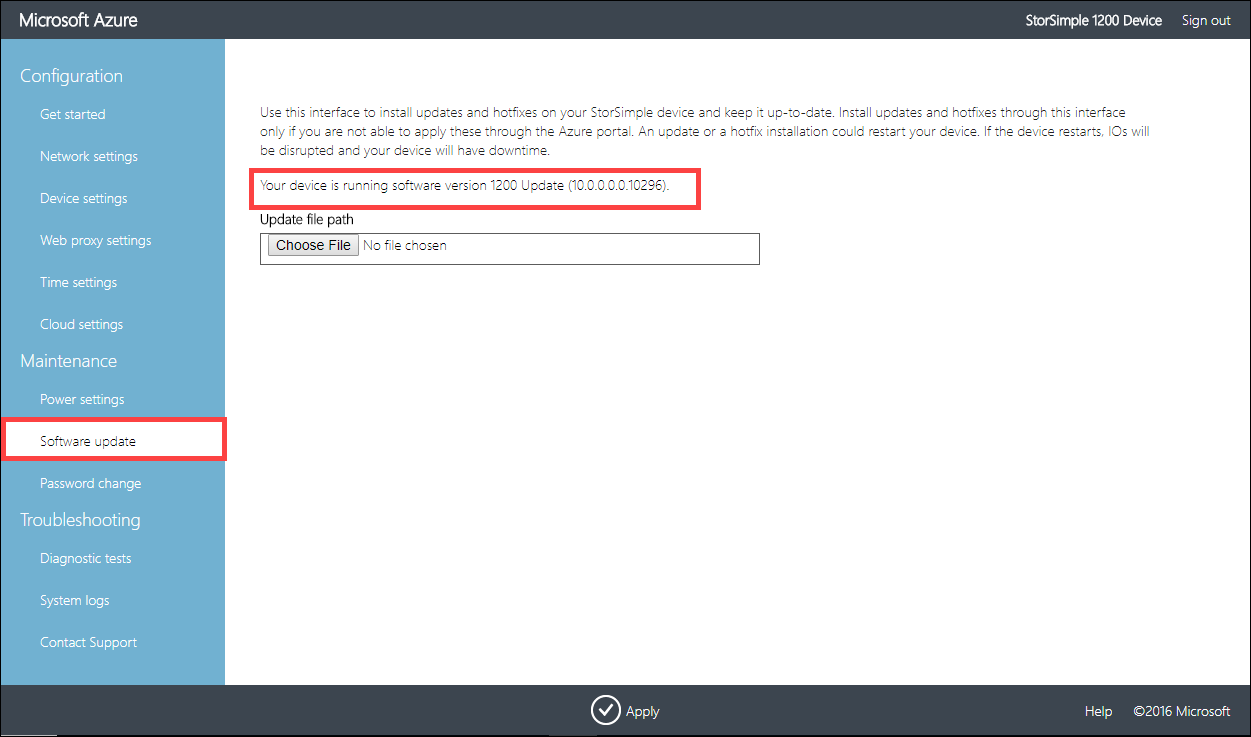 Microsoft Azure
StorSimple 1200 Device
Sign out
Configuration
Get started
Network settings
Device settings
Web proxy settings
Time settings
Cloud settings
Maintenance
Power settings
Software update
Password change
Troubleshooting
Diagnostic tests
System logs
Contact Support
Use this interface to install updates and hotfixes on your StorSimple device and keep it up-to-date. Install updates and hotfixes through this interface
only if you are not able to apply these through the Azure portal. An update or a hotfix installation could restart your device. If the device restarts, IOs will
be disrupted and your device will have downtime.
Your device is running software version 1200 Update (10.0.0.0.0.10296).
Update file path
Choose File No file chosen
Apply
Help
©2016 Microsoft